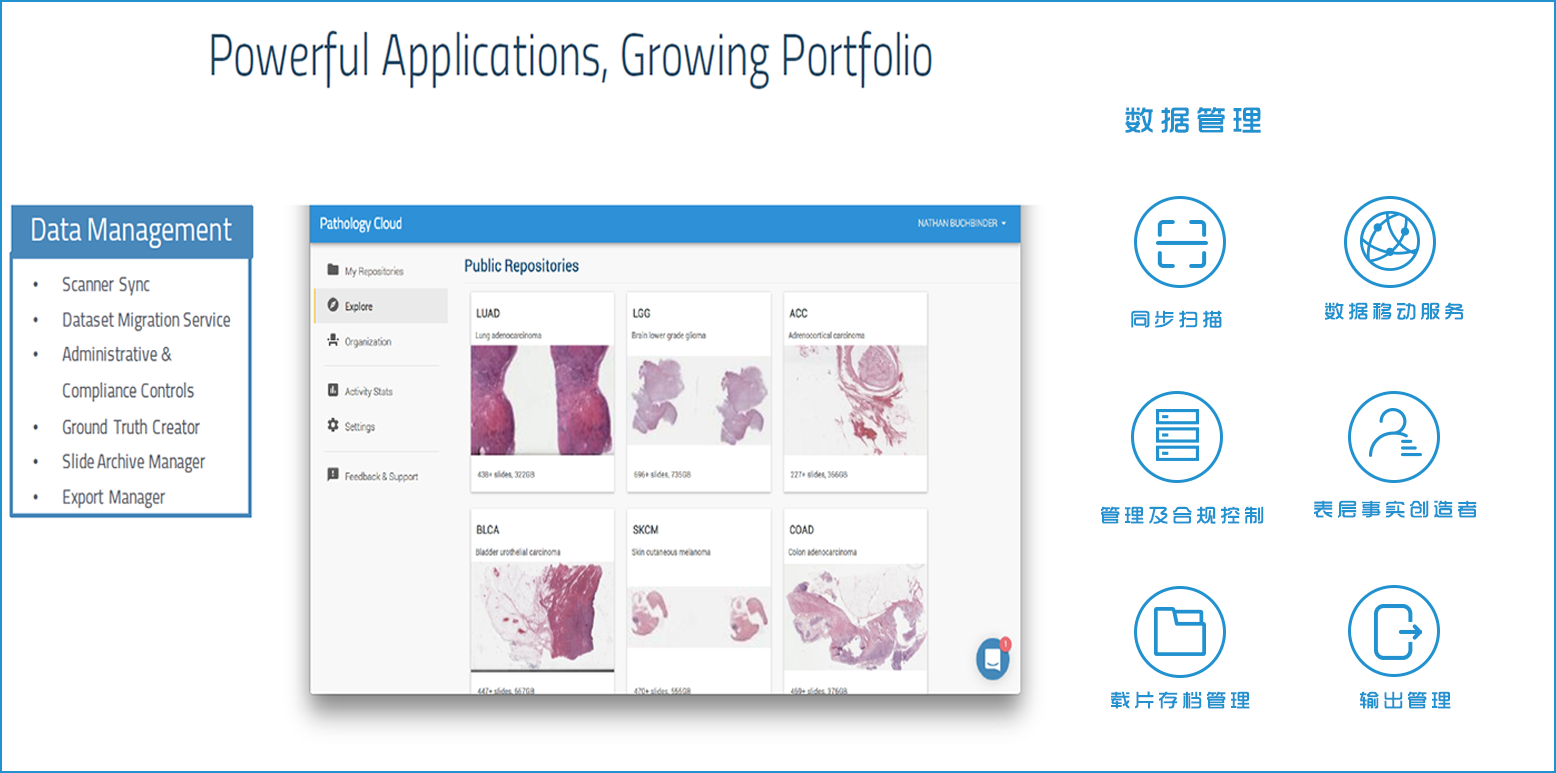 Powerful Applications, Growing Portfolio
Data Management
• Scanner Sync
• Dataset Migration Service
• Administrative &
Compliance Controls
• Ground Truth Creator
• Slide Archive Manager
• Export Manager
Pathology Cloud
NATHAN BUCHBINDER
My Repositories
Explore
Organization
Activity Stats
Settings
Feedback & Support
Public Repositories
LUAD
Lung adenocarcinoma
438+ slides, 322GB
LGG
Brain lower grade glioma
696+ slides, 735GB
ACC
Adrenocortical carcinoma
227+ slides, 366GB
BLCA
Bladder urothelial carcinoma
447+ slides, 567GB
SKCM
Skin cutaneous melanoma
470+ slides, 555GB
COAD
Colon adenocarcinoma
460+ slides, 376GB
1
数据管理
同步扫描
数据移动服务
管理及合规控制
表层事实创造者
载片存档管理
输出管理